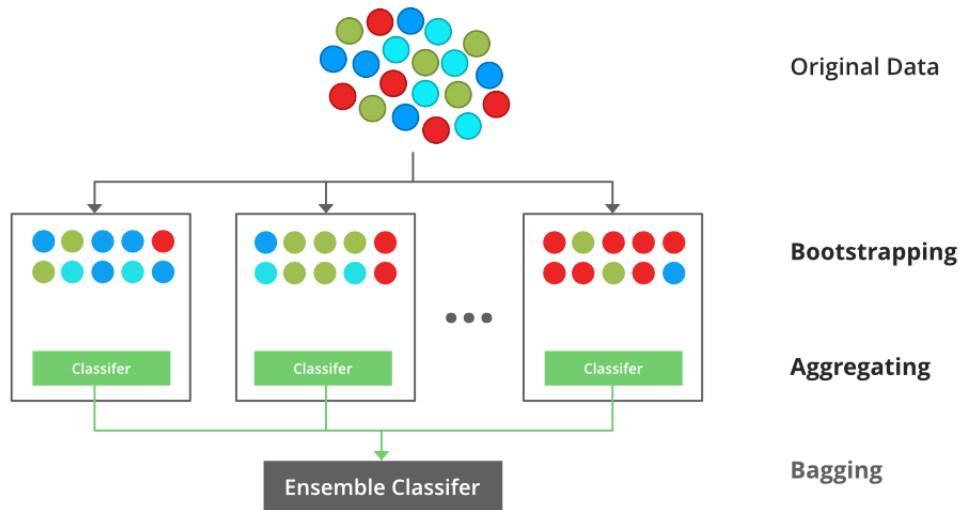 Original Data
Bootstrapping
Classifer
Classifer
Classifer
Aggregating
Ensemble Classifer
Bagging